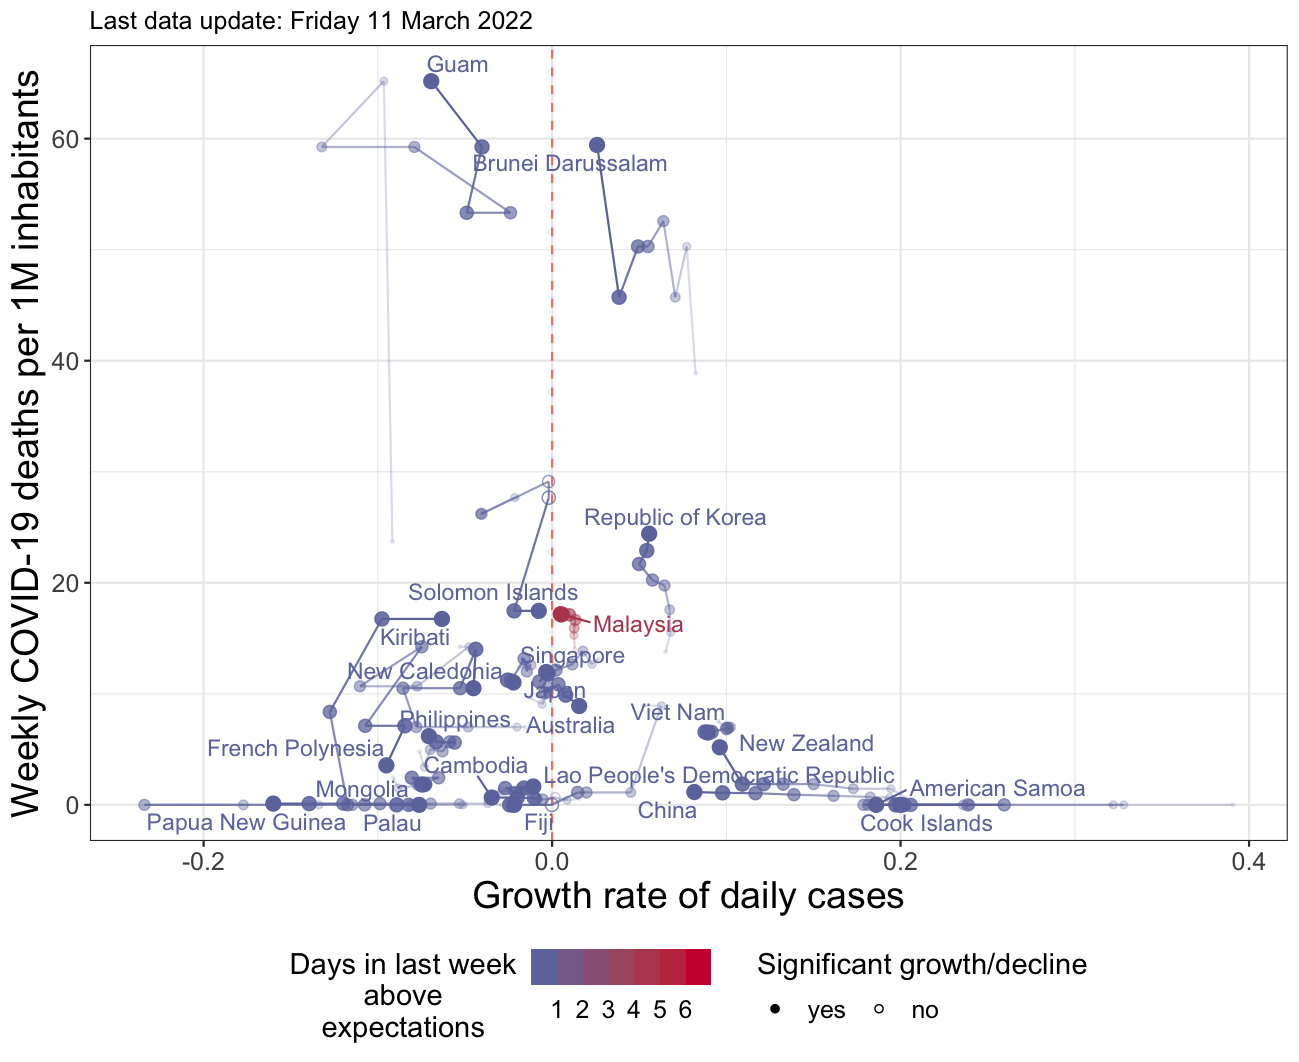 Last data update: Friday 11 March 2022
Weekly COVID-19 deaths per 1M inhabitants
60
40
20
0
Guam
Brunei Darussalam
Republic of Korea
Solomon Islands
Malaysia
Kiribati
Singapore
New Caledonia
Japan
Philippines
Viet Nam
Australia
French Polynesia
New Zealand
Cambodia
Lao People's Democratic Republic
Mongolia
American Samoa
China
Papua New Guinea
Palau
Fiji
Cook Islands
-0.2
0.0
0.2
0.4
Growth rate of daily cases
Days in last week
above
expectations
1 2 3 4 5 6
Significant growth/decline
yes
no